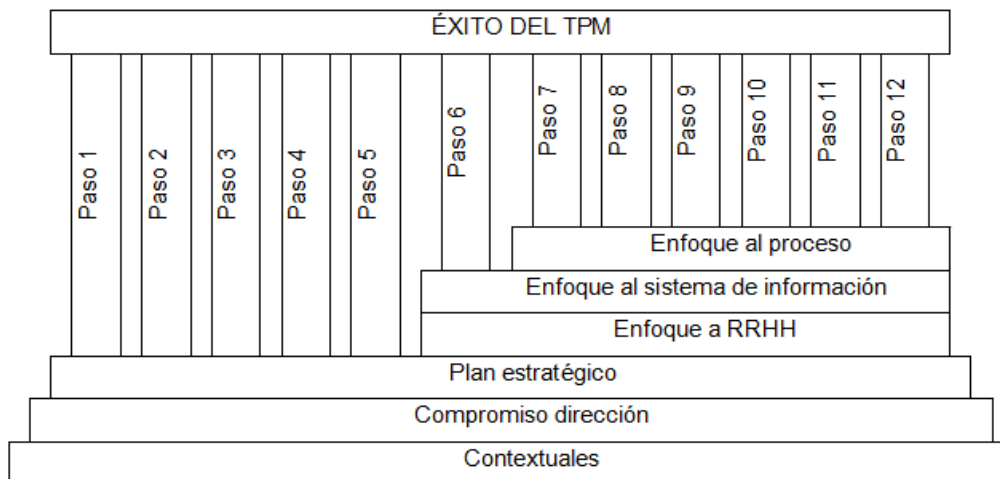 ÉXITO DEL TPM
Paso 1
Paso 2
Paso 3
Paso 4
Paso 5
Paso 6
Paso 7
Paso 8
Paso 9
Paso 10
Paso 11
Paso 12
Enfoque al proceso
Enfoque al sistema de información
Enfoque a RRHH
Plan estratégico
Compromiso dirección
Contextuales